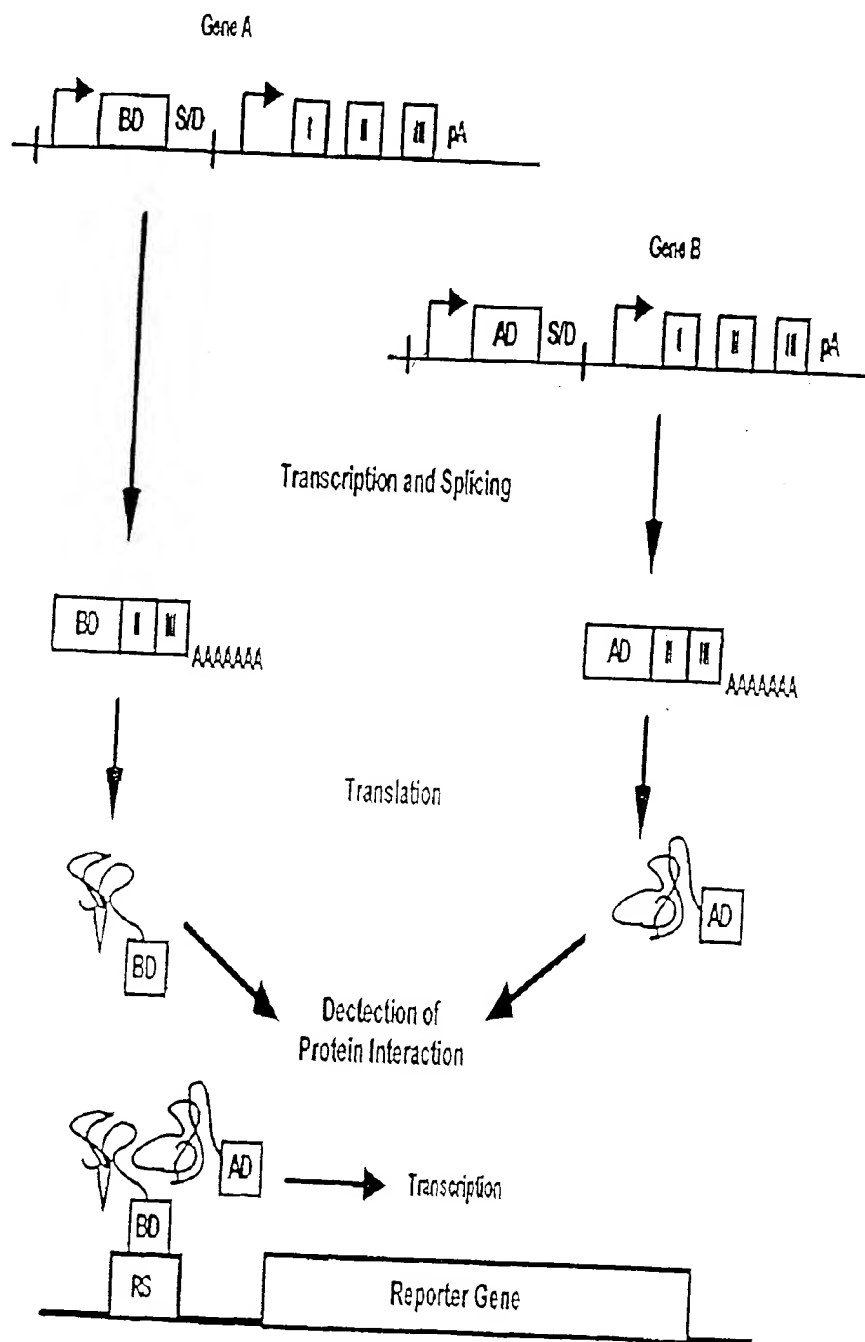 Gene A
BD S/D I II III pA
Gene B
AD S/D I II III pA
Transcription and Splicing
BD II III
AAAAAAA
AD II III
AAAAAAA
Translation
BD
AD
Dectection of
Protein Interaction
AD
Transcription
BD
RS
Reporter Gene